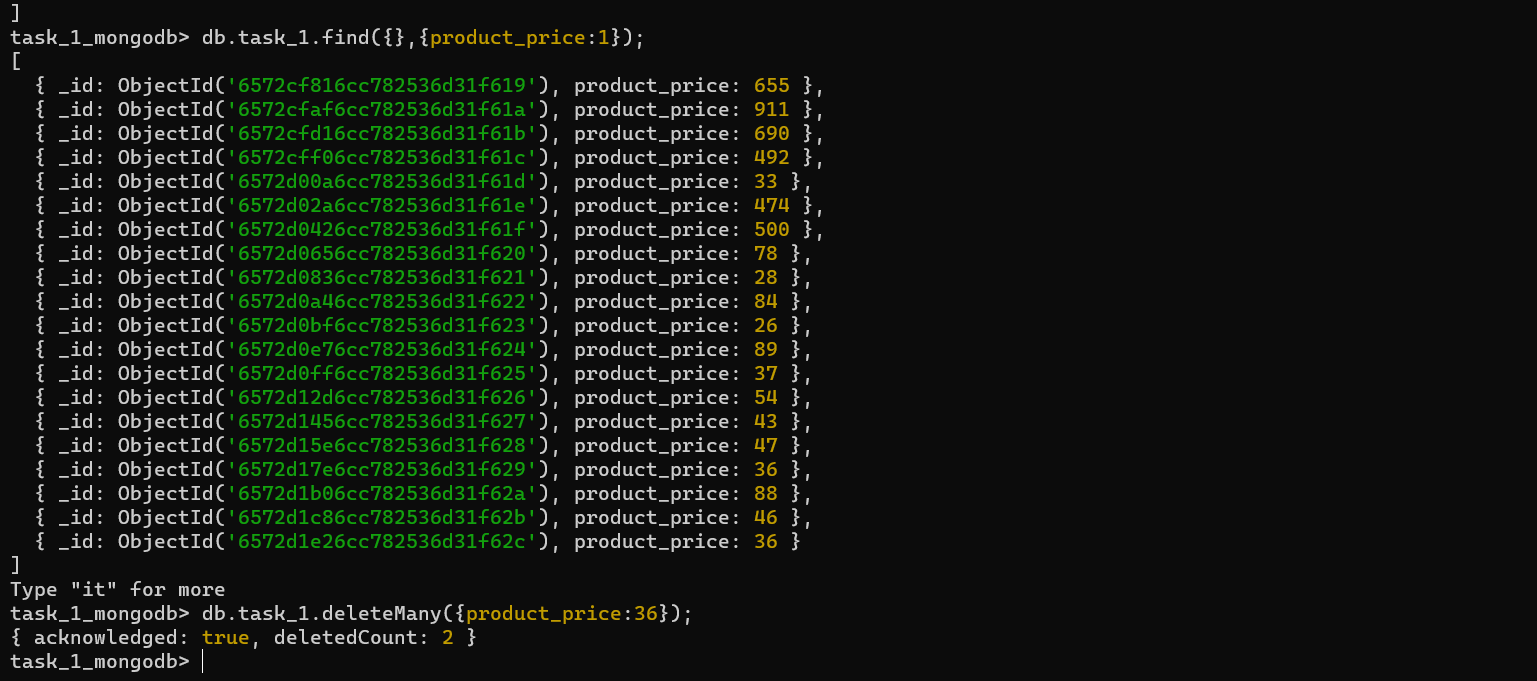 ]
task_1_mongodb> db.task_1.find({},{product_price:1});
[
  { _id: ObjectId('6572cf816cc782536d31f619'), product_price: 655 },
  { _id: ObjectId('6572cfaf6cc782536d31f61a'), product_price: 911 },
  { _id: ObjectId('6572cfd16cc782536d31f61b'), product_price: 690 },
  { _id: ObjectId('6572cff06cc782536d31f61c'), product_price: 492 },
  { _id: ObjectId('6572d00a6cc782536d31f61d'), product_price: 33 },
  { _id: ObjectId('6572d02a6cc782536d31f61e'), product_price: 474 },
  { _id: ObjectId('6572d0426cc782536d31f61f'), product_price: 500 },
  { _id: ObjectId('6572d0656cc782536d31f620'), product_price: 78 },
  { _id: ObjectId('6572d0836cc782536d31f621'), product_price: 28 },
  { _id: ObjectId('6572d0a46cc782536d31f622'), product_price: 84 },
  { _id: ObjectId('6572d0bf6cc782536d31f623'), product_price: 26 },
  { _id: ObjectId('6572d0e76cc782536d31f624'), product_price: 89 },
  { _id: ObjectId('6572d0ff6cc782536d31f625'), product_price: 37 },
  { _id: ObjectId('6572d12d6cc782536d31f626'), product_price: 54 },
  { _id: ObjectId('6572d1456cc782536d31f627'), product_price: 43 },
  { _id: ObjectId('6572d15e6cc782536d31f628'), product_price: 47 },
  { _id: ObjectId('6572d17e6cc782536d31f629'), product_price: 36 },
  { _id: ObjectId('6572d1b06cc782536d31f62a'), product_price: 88 },
  { _id: ObjectId('6572d1c86cc782536d31f62b'), product_price: 46 },
  { _id: ObjectId('6572d1e26cc782536d31f62c'), product_price: 36 }
]
Type "it" for more
task_1_mongodb> db.task_1.deleteMany({product_price:36});
{ acknowledged: true, deletedCount: 2 }
task_1_mongodb>